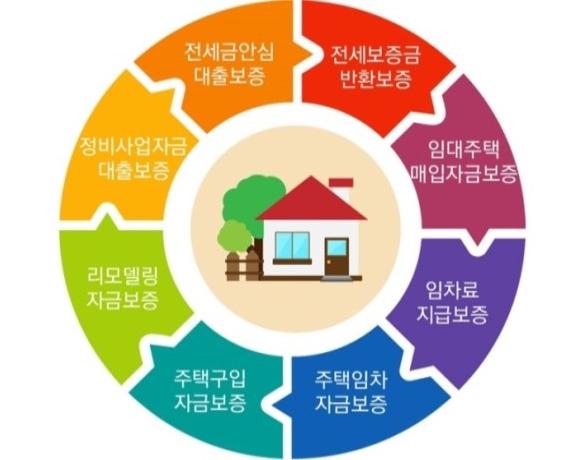 전세금안심
대출보증
전세보증금
반환보증
임대주택
매입자금보증
임차료
지급보증
주택임차
자금보증
주택구입
자금보증
리모델링
자금보증
정비사업자금
대출보증